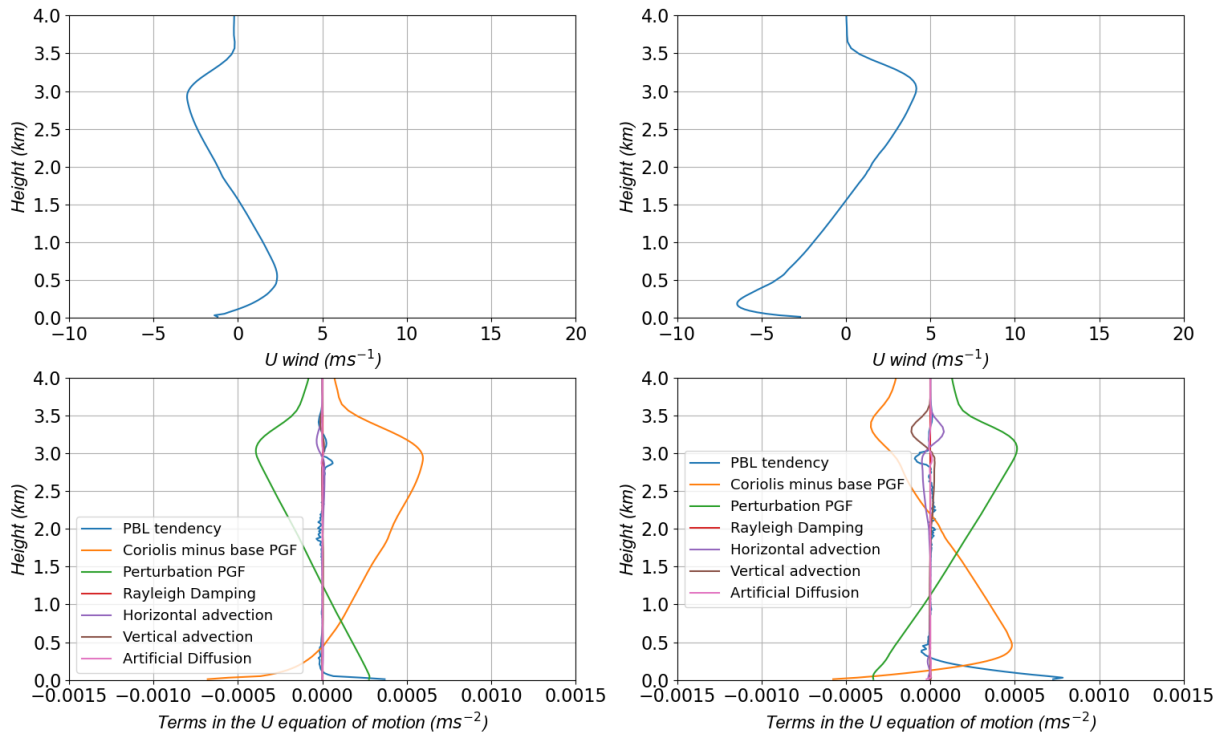 4.0
3.5
3.0
2.5
2.0
1.5
1.0
0.5
0.0
Height (km)
−10 −5 0 5 10 15 20
U wind (ms⁻¹)
4.0
3.5
3.0
2.5
2.0
1.5
1.0
0.5
0.0
Height (km)
−10 −5 0 5 10 15 20
U wind (ms⁻¹)
4.0
3.5
3.0
2.5
2.0
1.5
1.0
0.5
0.0
Height (km)
PBL tendency
Coriolis minus base PGF
Perturbation PGF
Rayleigh Damping
Horizontal advection
Vertical advection
Artificial Diffusion
−0.0015 −0.0010 −0.0005 0.0000 0.0005 0.0010 0.0015
Terms in the U equation of motion (ms⁻²)
4.0
3.5
3.0
2.5
2.0
1.5
1.0
0.5
0.0
Height (km)
PBL tendency
Coriolis minus base PGF
Perturbation PGF
Rayleigh Damping
Horizontal advection
Vertical advection
Artificial Diffusion
−0.0015 −0.0010 −0.0005 0.0000 0.0005 0.0010 0.0015
Terms in the U equation of motion (ms⁻²)